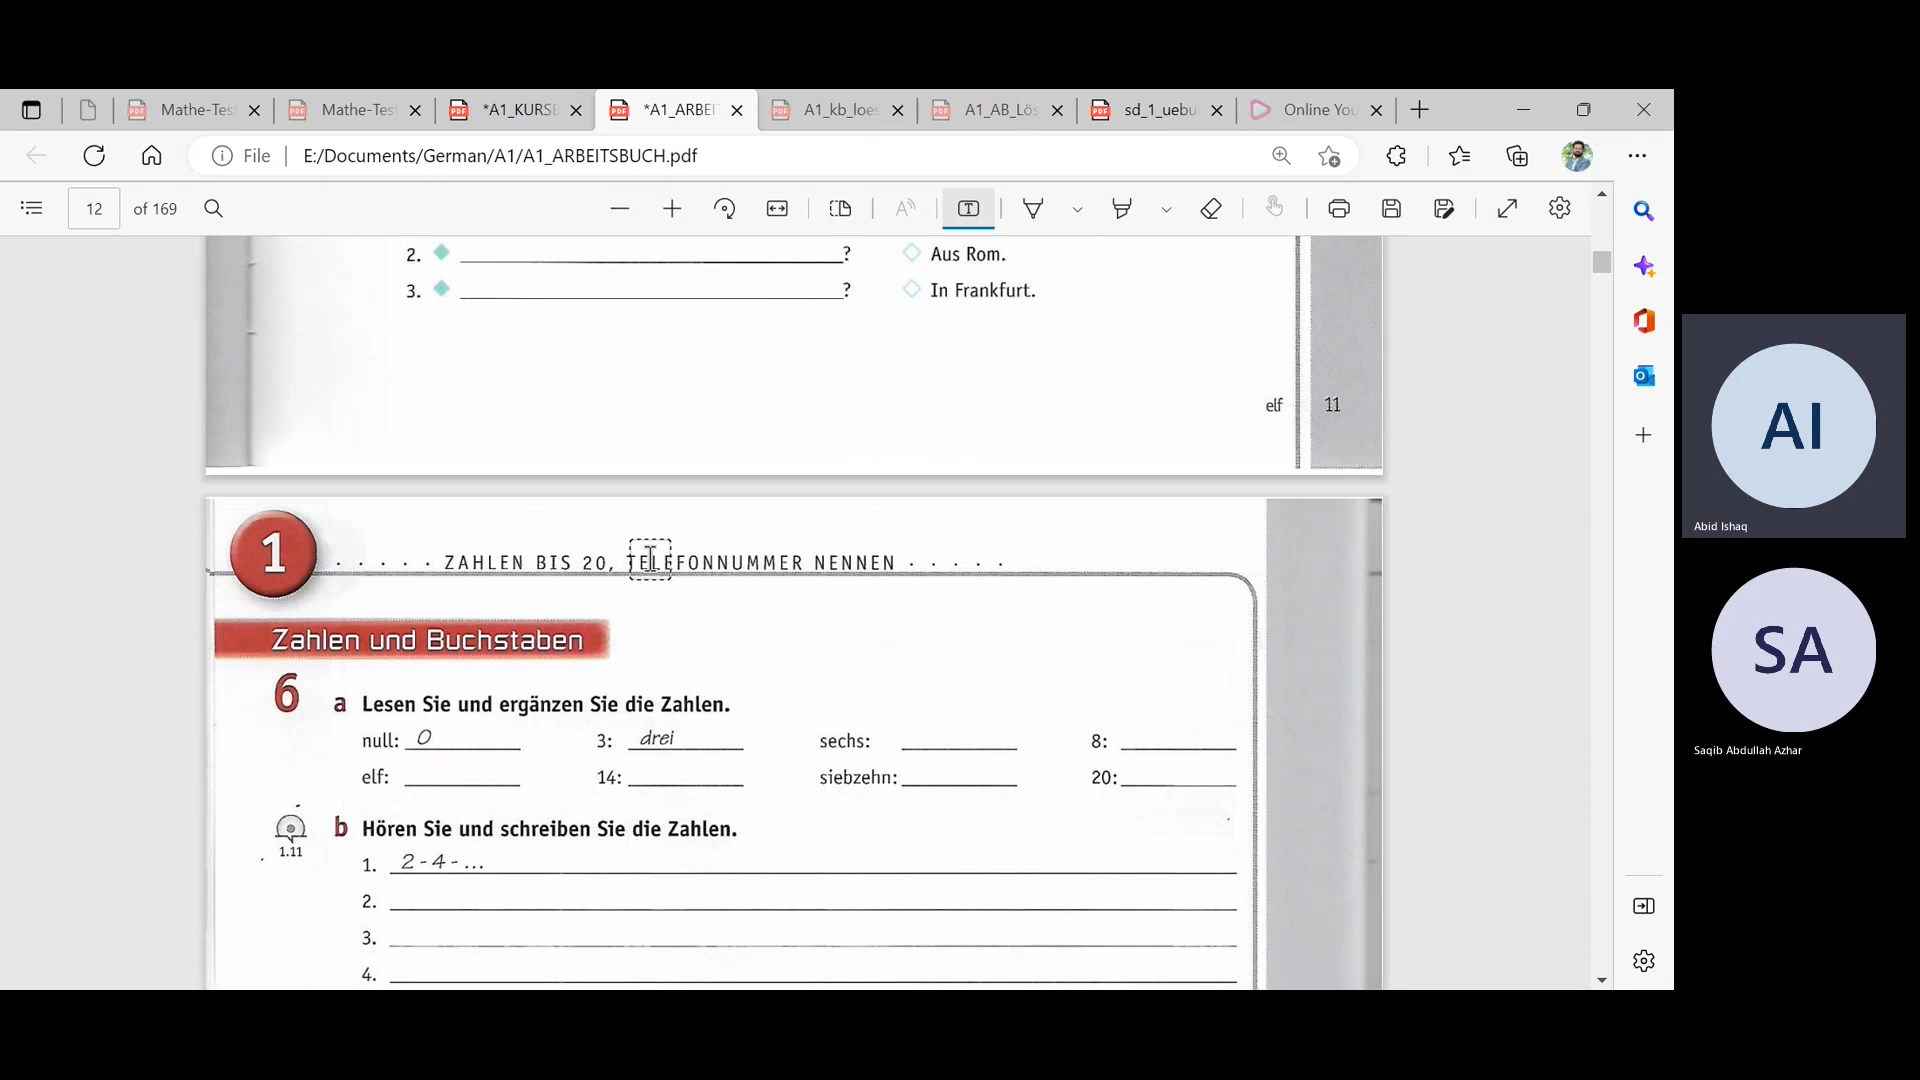 Mathe-Tes
Mathe-Tes
*A1_KURSB
*A1_ARBEI
A1_kb_loes
A1_AB_Lös
sd_1_uebu
Online You
File
E:/Documents/German/A1/A1_ARBEITSBUCH.pdf
12 of 169
2. ? Aus Rom.
3. ? In Frankfurt.
elf 11
1 . . . . . ZAHLEN BIS 20, TELEFONNUMMER NENNEN . . . . .
Zahlen und Buchstaben
6 a Lesen Sie und ergänzen Sie die Zahlen.
null: 0 3: drei sechs: 8:
elf: 14: siebzehn: 20:
b Hören Sie und schreiben Sie die Zahlen.
1.11
1. 2-4-...
2.
3.
4.
AI
Abid Ishaq
SA
Saqib Abdullah Azhar